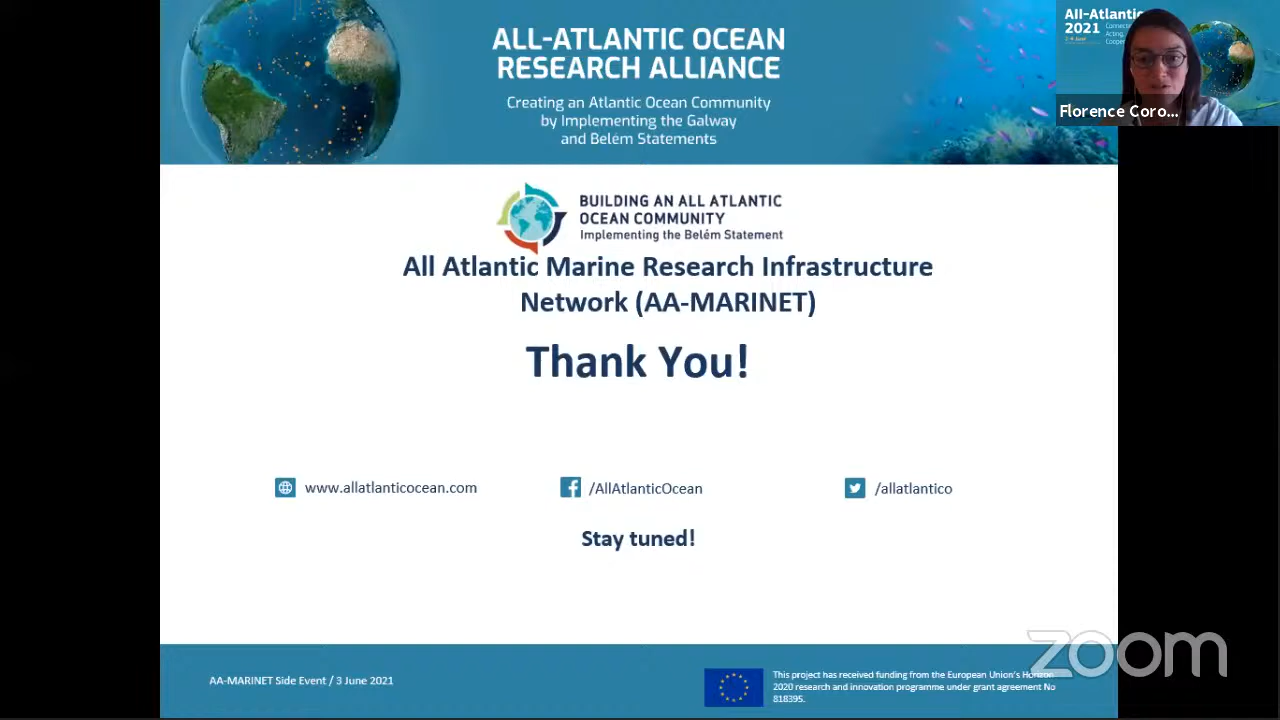 ALL-ATLANTIC OCEAN
RESEARCH ALLIANCE
Creating an Atlantic Ocean Community
by Implementing the Galway
and Belém Statements
All-Atlantic
2021
Connecting
Acting,
Florence Coro...
BUILDING AN ALL ATLANTIC
OCEAN COMMUNITY
Implementing the Belém Statement
All Atlantic Marine Research Infrastructure
Network (AA-MARINET)
Thank You!
www.allatlanticocean.com
/AllAtlanticOcean
/allatlantico
Stay tuned!
zoom
AA-MARINET Side Event / 3 June 2021
This project has received funding from the European Union's Horizon
2020 research and innovation programme under grant agreement No
818395.